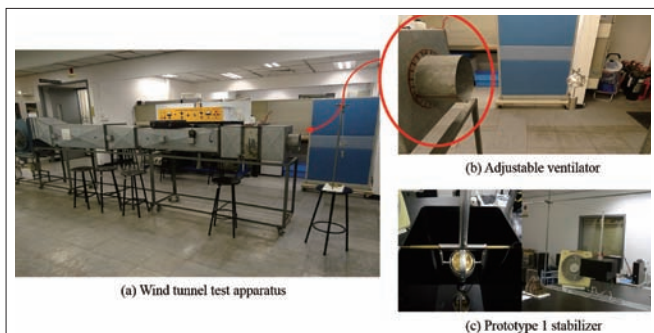 (a) Wind tunnel test apparatus
(b) Adjustable ventilator
(c) Prototype 1 stabilizer